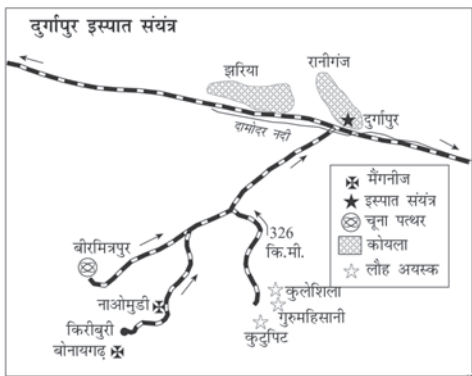 दुर्गापुर इस्पात संयंत्र
झरिया
रानीगंज
दुर्गापुर
दामोदर नदी
मैंगनीज
इस्पात संयंत्र
चूना पत्थर
कोयला
लौह अयस्क
326
कि.मी.
बीरमित्रपुर
नाओमुडी
किरीबुरी
बोनायगढ़
कुलेशिला
गुरुमहिसानी
कुटुपिट